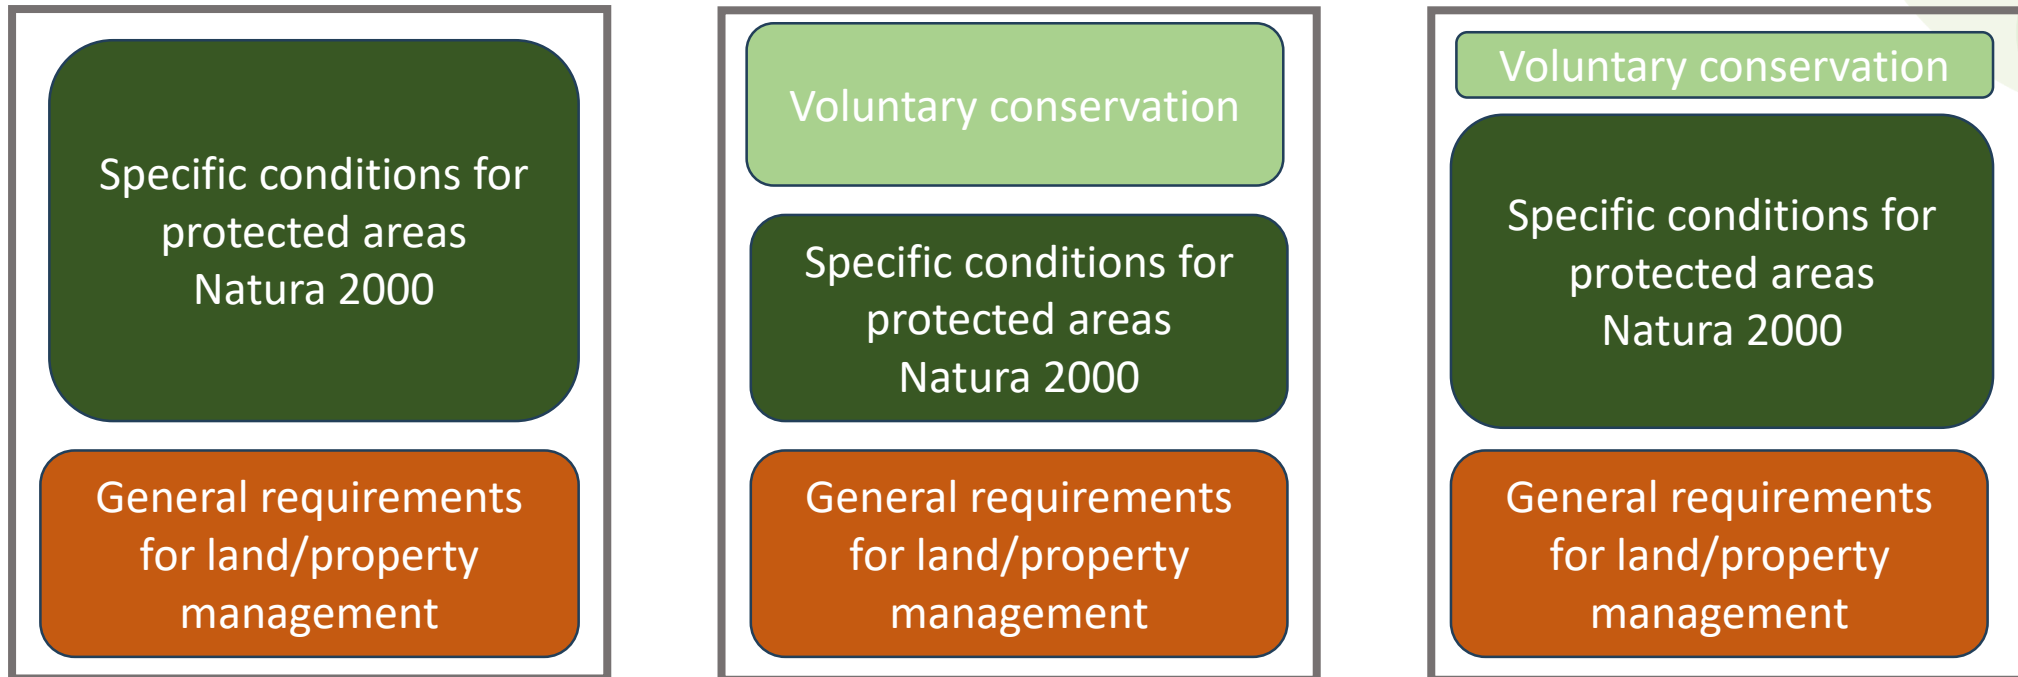 Specific conditions for
protected areas
Natura 2000
General requirements
for land/property
management
Voluntary conservation
Specific conditions for
protected areas
Natura 2000
General requirements
for land/property
management
Voluntary conservation
Specific conditions for
protected areas
Natura 2000
General requirements
for land/property
management